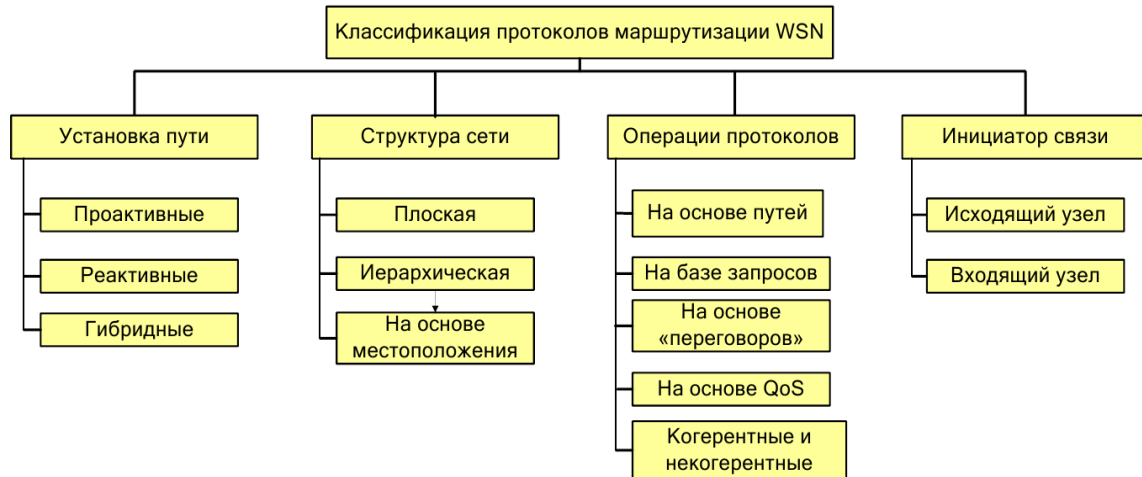 Классификация протоколов маршрутизации WSN
Установка пути
Проактивные
Реактивные
Гибридные
Структура сети
Плоская
Иерархическая
На основе
местоположения
Операции протоколов
На основе путей
На базе запросов
На основе
«переговоров»
На основе QoS
Когерентные и
некогерентные
Инициатор связи
Исходящий узел
Входящий узел